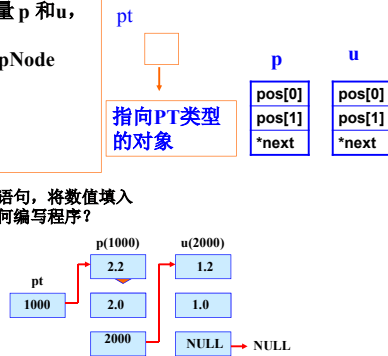 量 p 和u,
pNode
pt
指向PT类型
的对象
p
u
pos[0]
pos[0]
pos[1]
pos[1]
*next
*next
语句，将数值填入
何编写程序？
p(1000)
u(2000)
pt
2.2
1.2
1000
2.0
1.0
2000
NULL
NULL